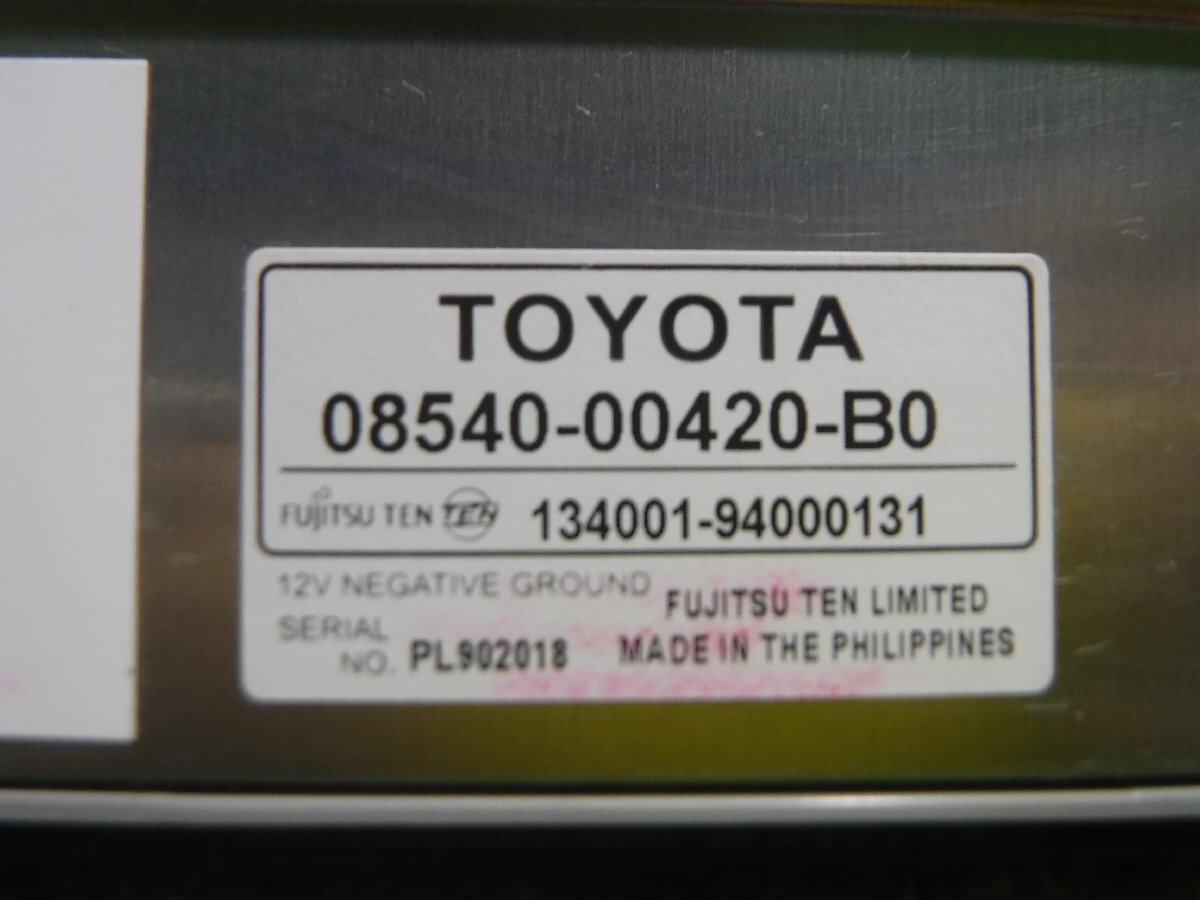 TOYOTA
08540-00420-B0
FUJITSU TEN TEN 134001-94000131
12V NEGATIVE GROUND
FUJITSU TEN LIMITED
SERIAL
NO. PL902018
MADE IN THE PHILIPPINES